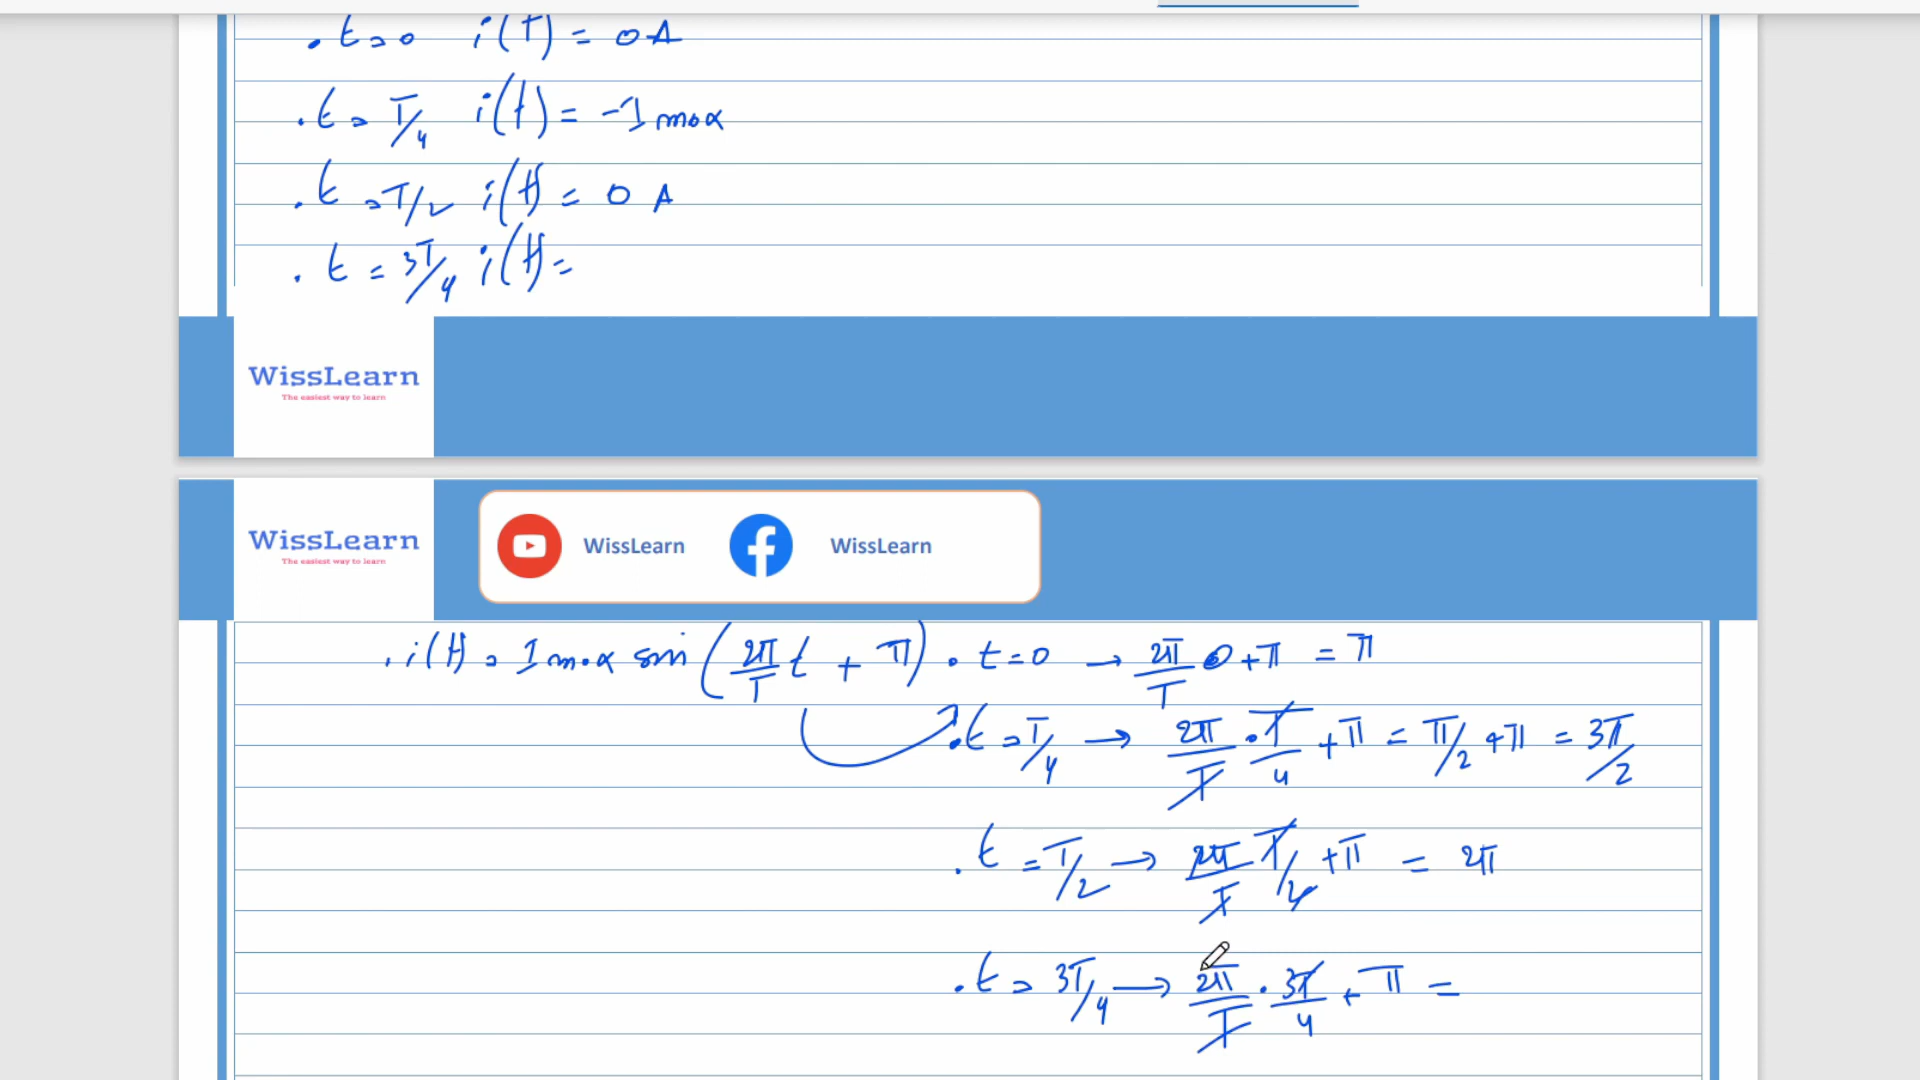 . t = 0 i(t) = 0 A
. t = T/4 i(t) = -Imax
. t = T/2 i(t) = 0 A
. t = 3T/4 i(t) =
WissLearn
The easiest way to learn
WissLearn
The easiest way to learn
WissLearn
WissLearn
. i(t) = Imax sin(2π/T t + π) . t = 0 → 2π/T 0 + π = π
. t = T/4 → 2π/T . T/4 + π = π/2 + π = 3π/2
. t = T/2 → 2π/T T/2 + π = 2π
. t = 3T/4 → 2π/T . 3T/4 + π =